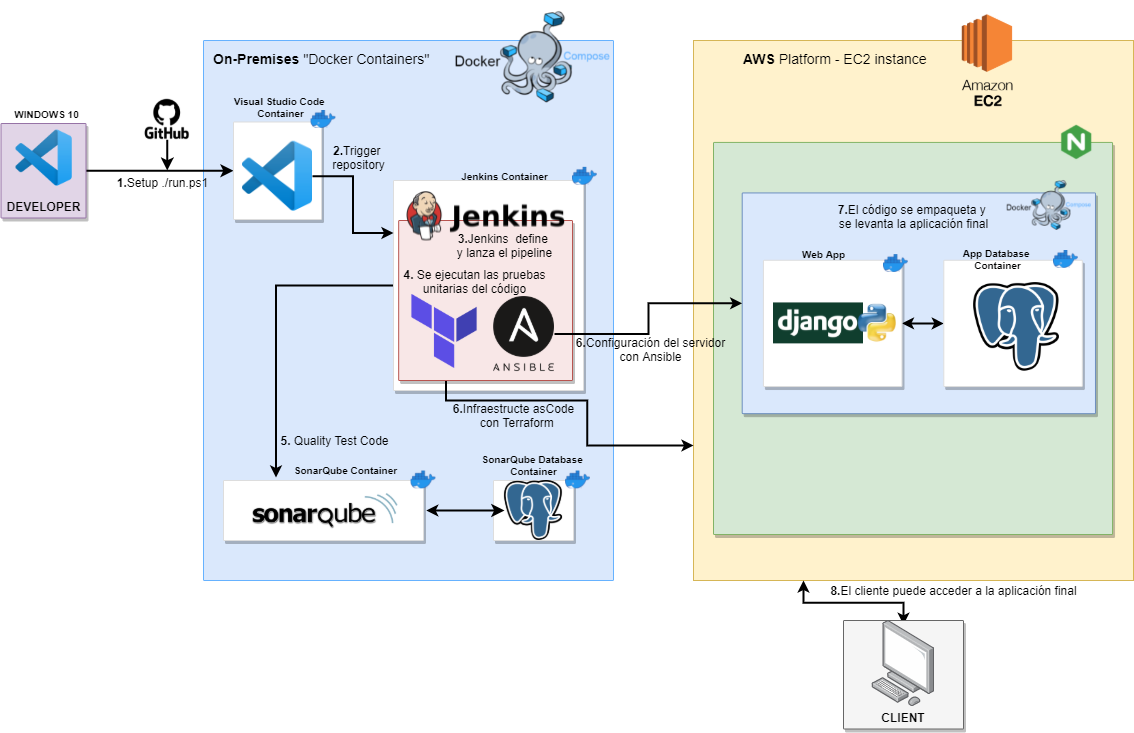 On-Premises "Docker Containers"
Docker
Compose
AWS Platform - EC2 instance
Amazon
EC2
WINDOWS 10
DEVELOPER
GitHub
1.Setup ./run.ps1
Visual Studio Code
Container
2.Trigger
repository
Jenkins Container
Jenkins
3.Jenkins define
y lanza el pipeline
4. Se ejecutan las pruebas
unitarias del código
A
ANSIBLE
6.Configuración del servidor
con Ansible
6.Infraestructe asCode
con Terraform
5. Quality Test Code
SonarQube Container
sonarqube
SonarQube Database
Container
N
7.El código se empaqueta y
se levanta la aplicación final
Docker
Compose
Web App
django
App Database
Container
8.El cliente puede acceder a la aplicación final
CLIENT